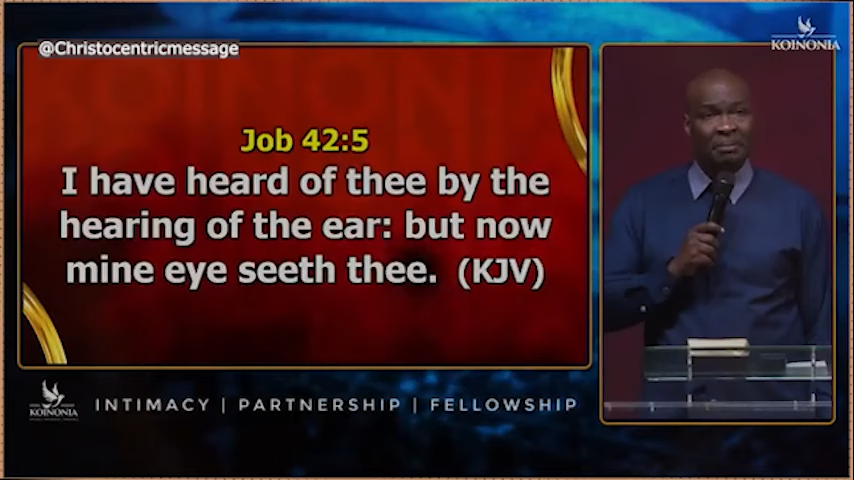 @Christocentricmessage
KOINONIA
Job 42:5
I have heard of thee by the
hearing of the ear: but now
mine eye seeth thee. (KJV)
KOINONIA
INTIMACY | PARTNERSHIP | FELLOWSHIP